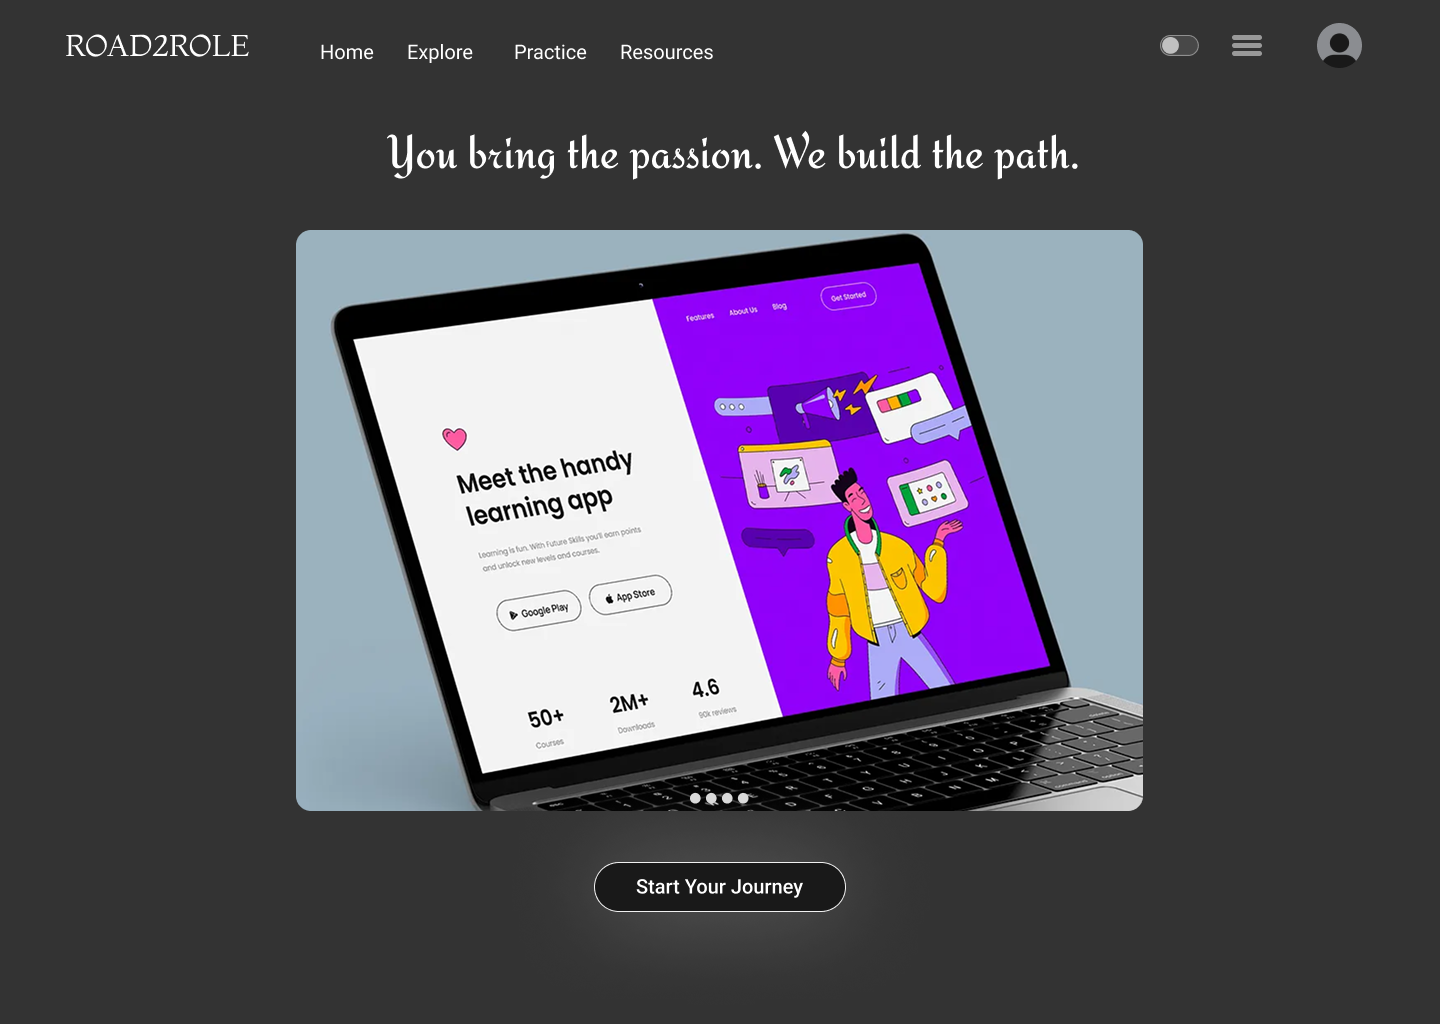 ROAD2ROLE
Home Explore Practice Resources
You bring the passion. We build the path.
Features About Us Blog Get Started
Meet the handy
learning app
Learning is fun. With Future Skills you'll earn points
and unlock new levels and courses.
Google Play App Store
50+ 2M+ 4.6
Courses Downloads 90k reviews
Start Your Journey